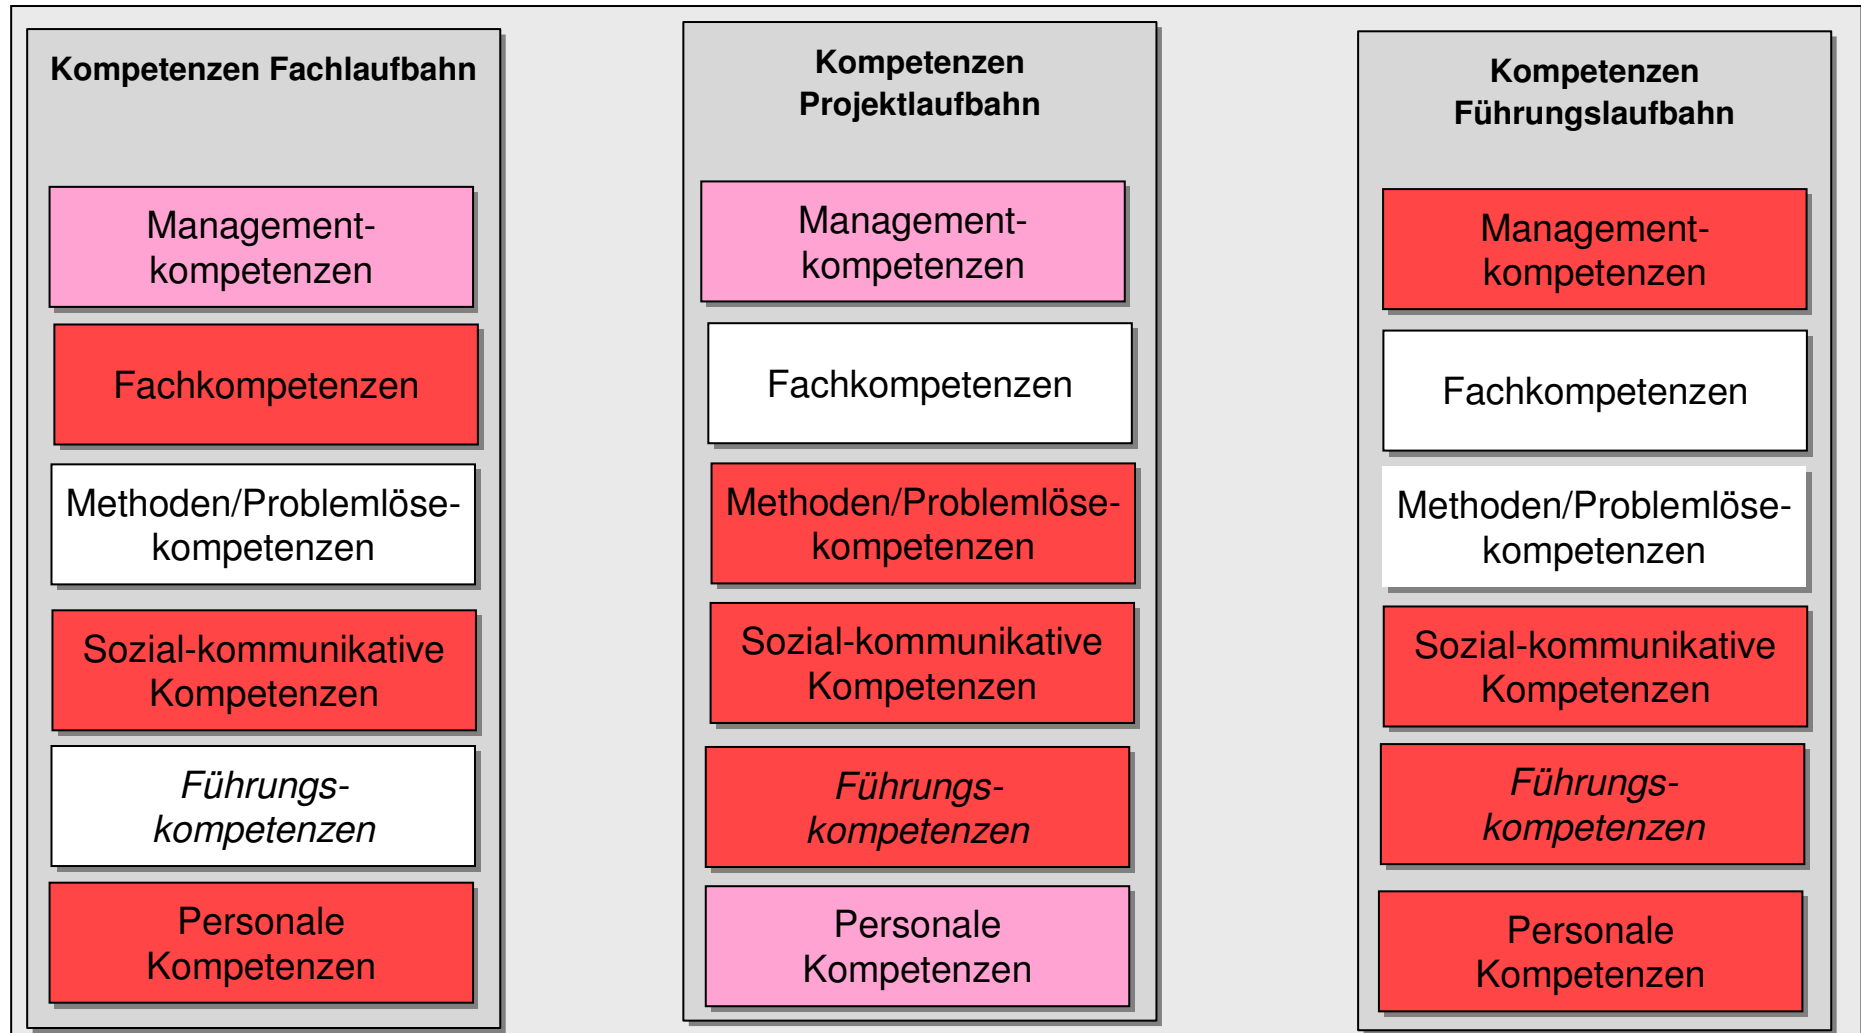 Kompetenzen Fachlaufbahn
Management-
kompetenzen
Fachkompetenzen
Methoden/Problemlöse-
kompetenzen
Sozial-kommunikative
Kompetenzen
Führungs-
kompetenzen
Personale
Kompetenzen
Kompetenzen
Projektlaufbahn
Management-
kompetenzen
Fachkompetenzen
Methoden/Problemlöse-
kompetenzen
Sozial-kommunikative
Kompetenzen
Führungs-
kompetenzen
Personale
Kompetenzen
Kompetenzen
Führungslaufbahn
Management-
kompetenzen
Fachkompetenzen
Methoden/Problemlöse-
kompetenzen
Sozial-kommunikative
Kompetenzen
Führungs-
kompetenzen
Personale
Kompetenzen